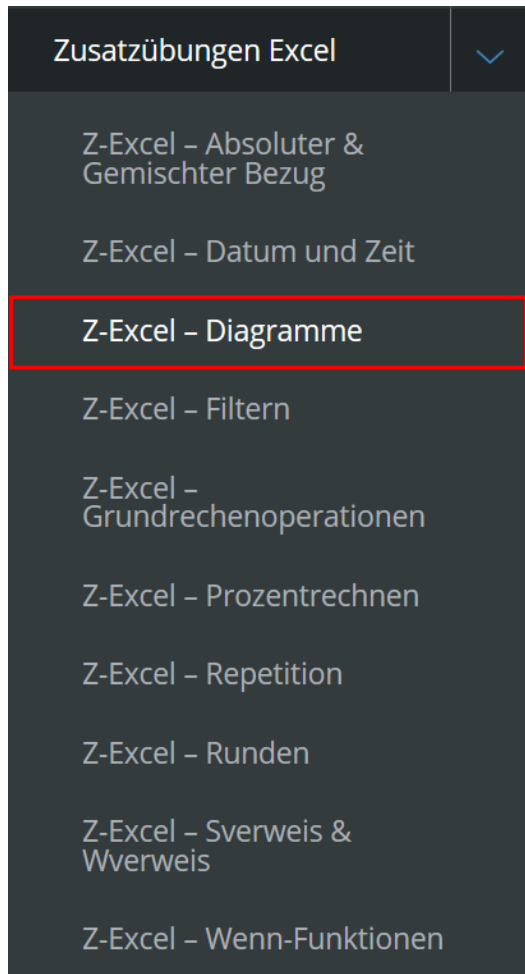 Zusatzübungen Excel
Z-Excel – Absoluter &
Gemischter Bezug
Z-Excel – Datum und Zeit
Z-Excel – Diagramme
Z-Excel – Filtern
Z-Excel –
Grundrechenoperationen
Z-Excel – Prozentrechnen
Z-Excel – Repetition
Z-Excel – Runden
Z-Excel – Sverweis &
Wverweis
Z-Excel – Wenn-Funktionen